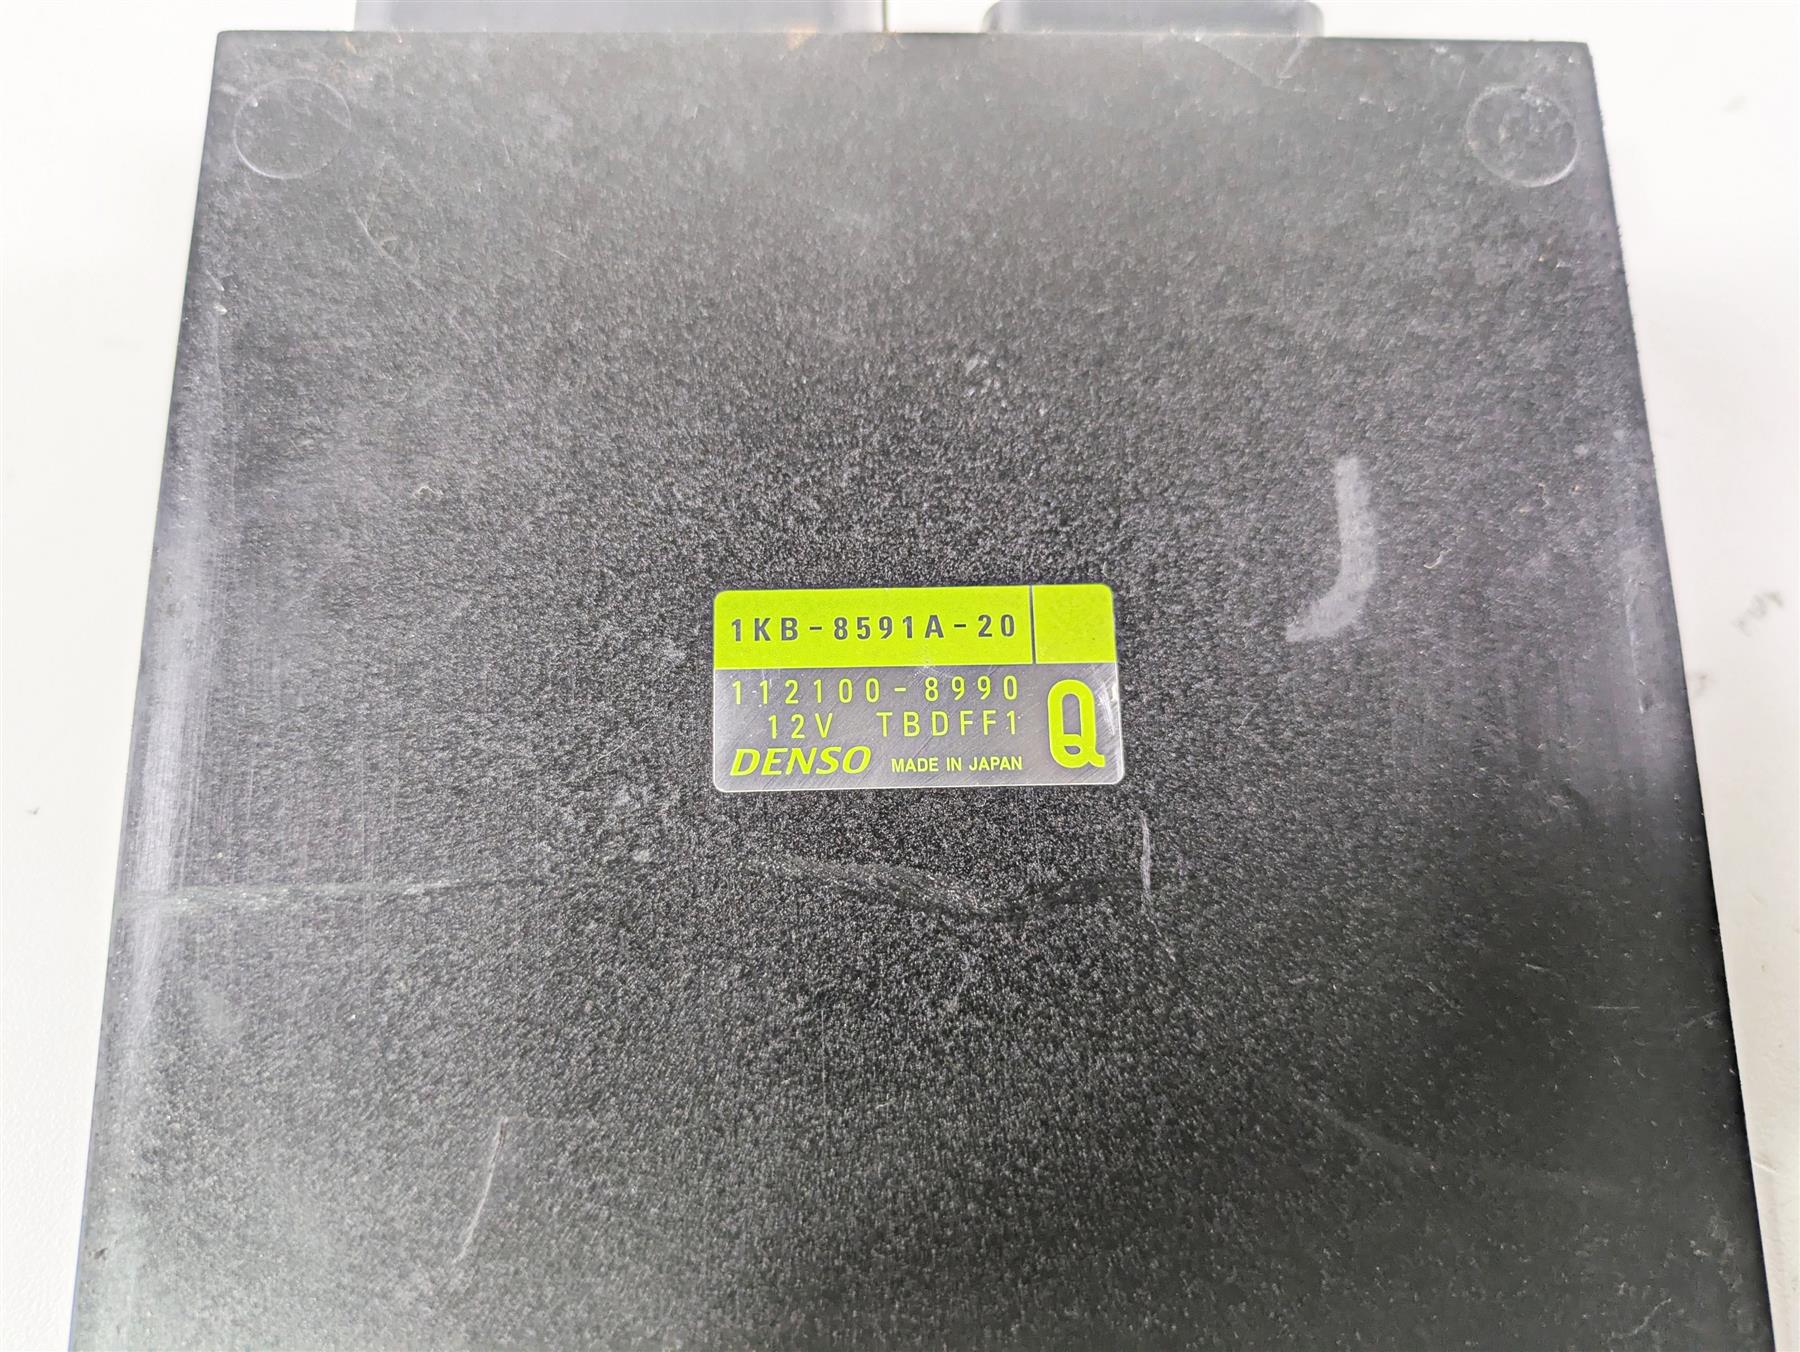 1KB-8591A-20
112100-8990
12V TBDFF1
DENSO MADE IN JAPAN
Q